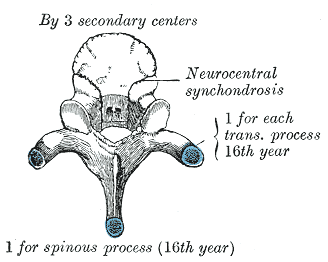 By 3 secondary centers
Neurocentral
synchondrosis
1 for each
trans. process
16th year
1 for spinous process (16th year)